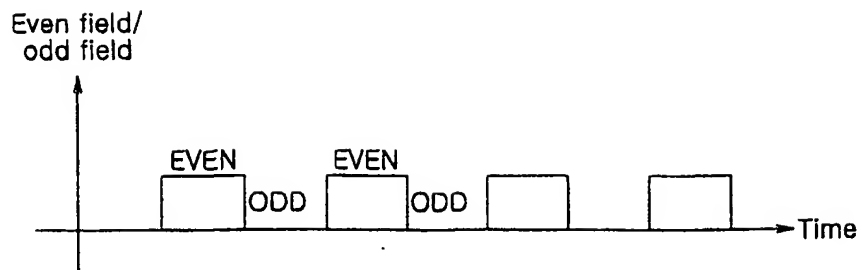 Even field/
odd field
EVEN
EVEN
ODD
ODD
Time